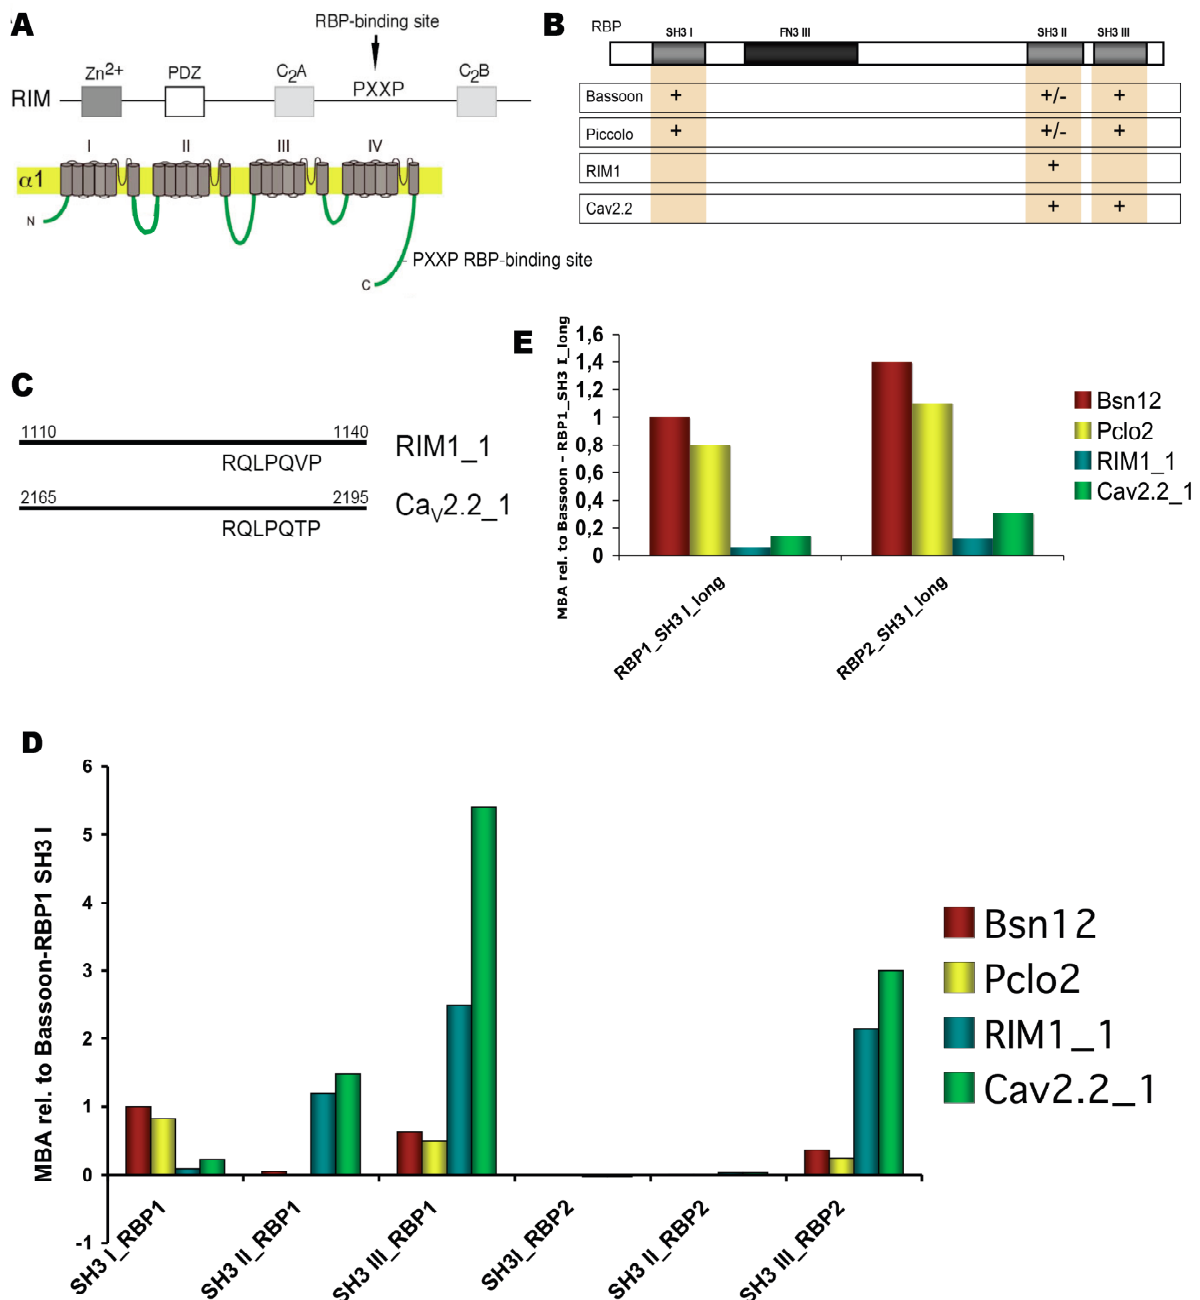 A
RBP-binding site
Zn2+ PDZ C2A PXXP C2B
RIM
I II III IV
α1
N
PXXP RBP-binding site
C
B
RBP
SH3 I FN3 III SH3 II SH3 III
Bassoon + +/- +
Piccolo + +/- +
RIM1 +
Cav2.2 + +
C
1110 1140
RQLPQVP
RIM1_1
2165 2195
RQLPQTP
CaV2.2_1
E
MBA rel. to Bassoon - RBP1_SH3 I_long
1,6
1,4
1,2
1
0,8
0,6
0,4
0,2
0
RBP1_SH3 I_long
RBP2_SH3 I_long
Bsn12
Pclo2
RIM1_1
Cav2.2_1
D
MBA rel. to Bassoon-RBP1 SH3 I
6
5
4
3
2
1
0
-1
SH3 I_RBP1
SH3 II_RBP1
SH3 III_RBP1
SH3I_RBP2
SH3 II_RBP2
SH3 III_RBP2
Bsn12
Pclo2
RIM1_1
Cav2.2_1